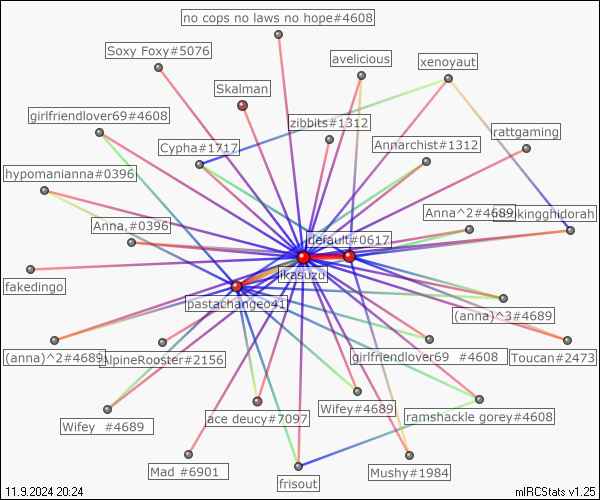 no cops no laws no hope#4608
Soxy Foxy#5076
avelicious
xenoyaut
Skalman
girlfriendlover69#4608
zibbits#1312
rattgaming
Cypha#1717
Annarchist#1312
hypomanianna#0396
Anna^2#4689
kingghidorah
Anna.#0396
default#0617
ikasuzu
fakedingo
pastachangeo41
(anna)^3#4689
(anna)^2#4689
AlpineRooster#2156
girlfriendlover69 #4608
Toucan#2473
Wifey #4689
ace deucy#7097
Wifey#4689
ramshackle gorey#4608
Mad #6901
frisout
Mushy#1984
11.9.2024 20:24
mIRCStats v1.25